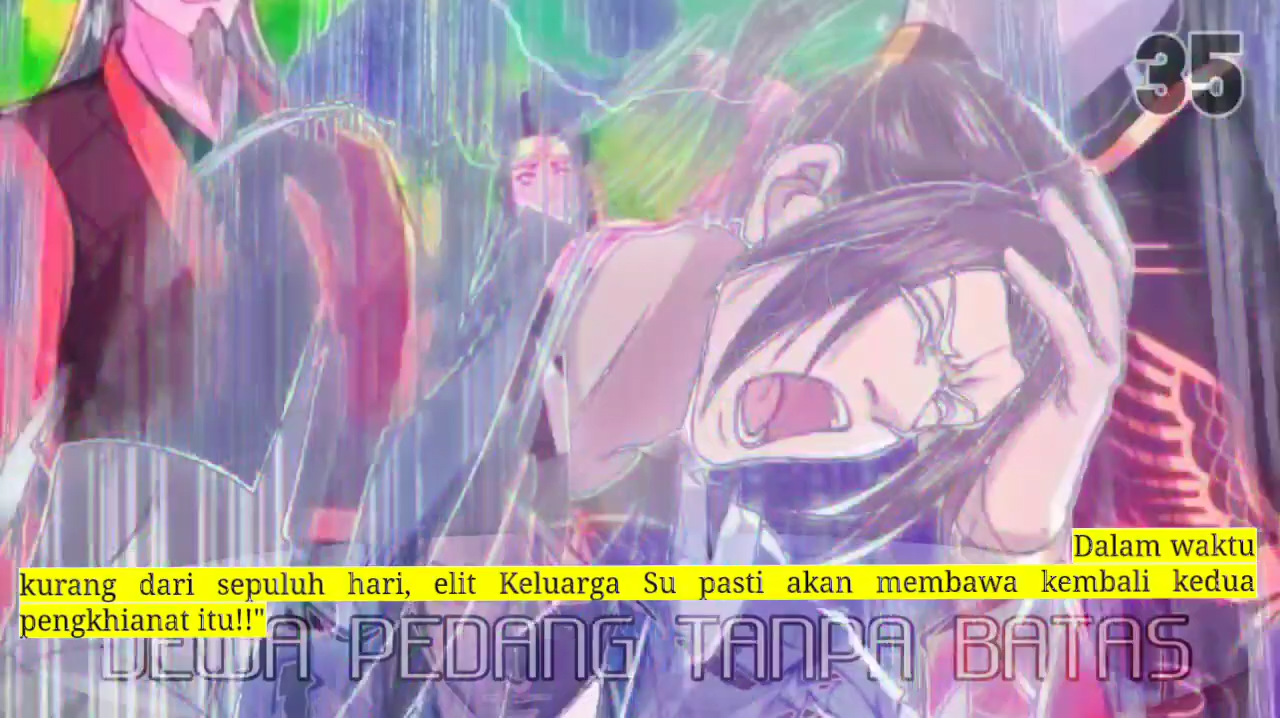 35
Dalam waktu
kurang dari sepuluh hari, elit Keluarga Su pasti akan membawa kembali kedua
pengkhianat itu!!"
DEWA PEDANG TANPA BATAS